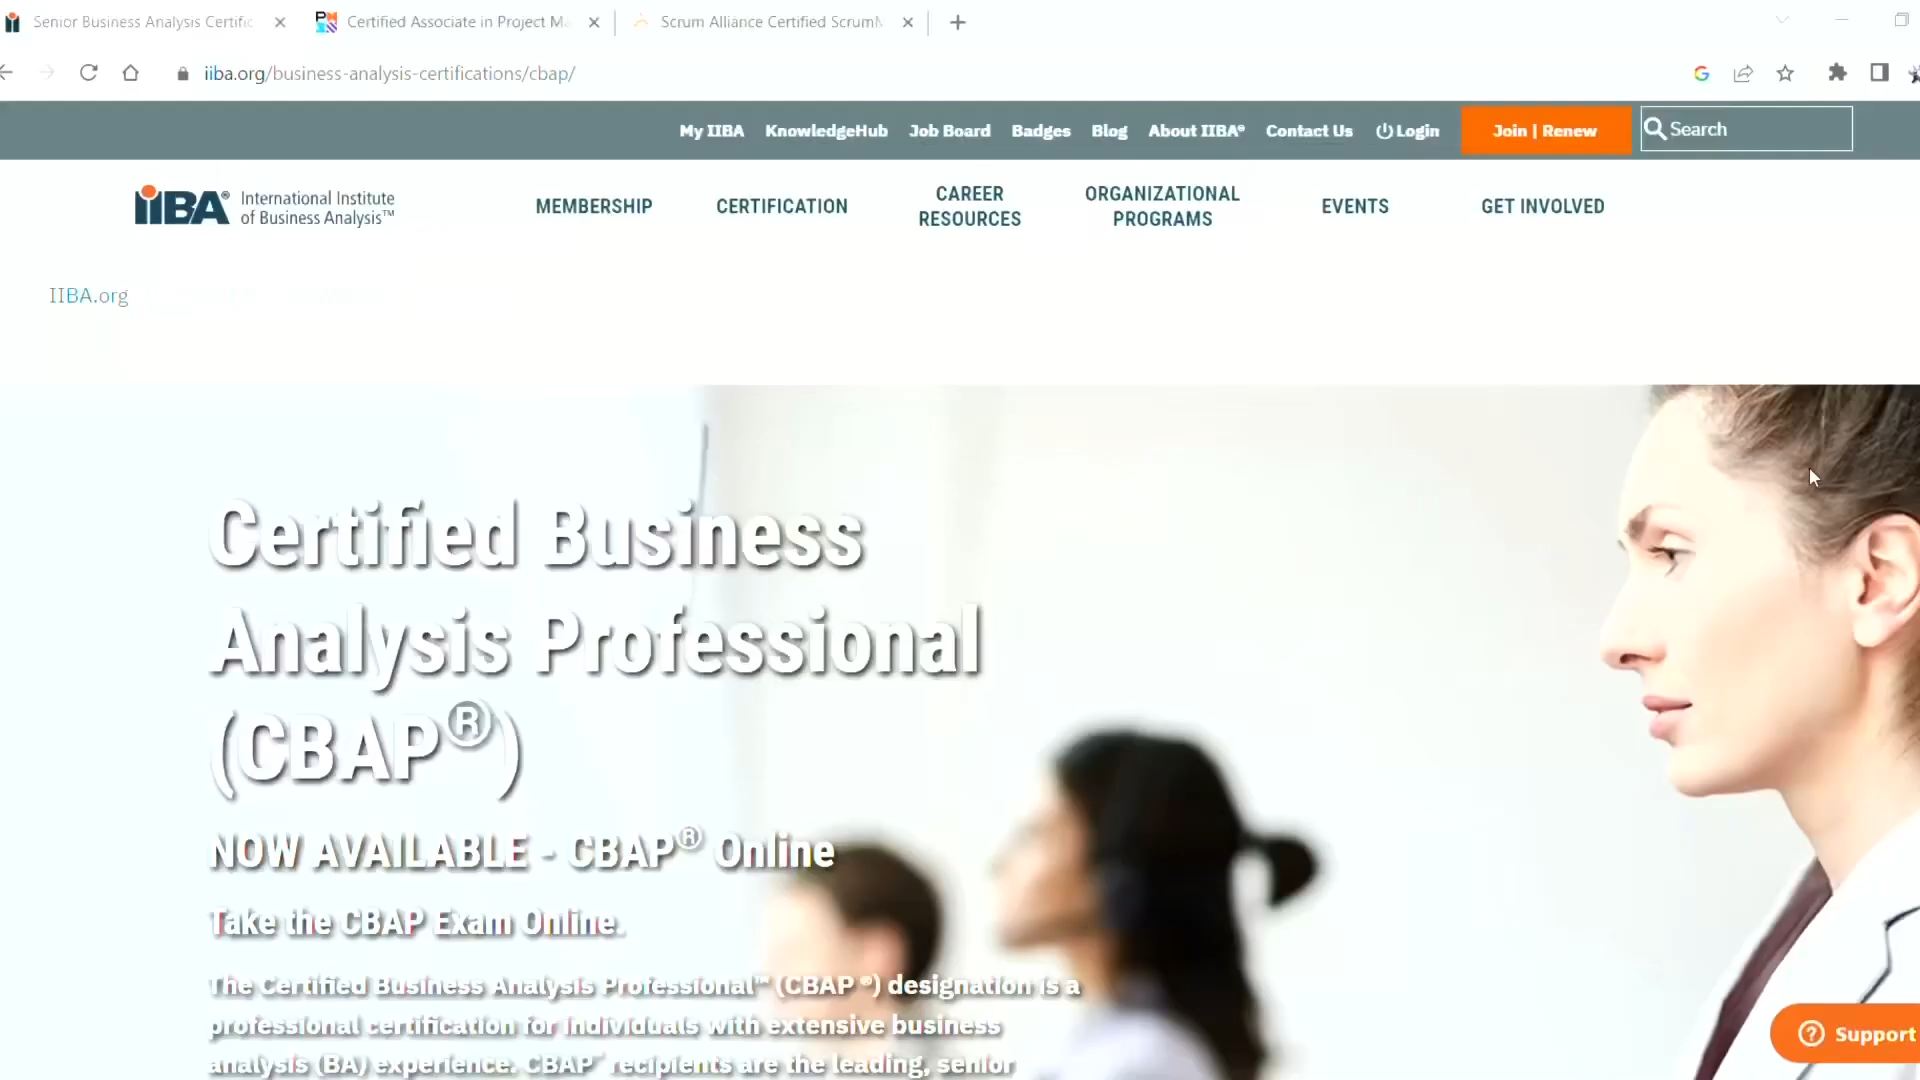 Senior Business Analysis Certific
Certified Associate in Project Ma
Scrum Alliance Certified ScrumM
iiba.org/business-analysis-certifications/cbap/
My IIBA KnowledgeHub Job Board Badges Blog About IIBA® Contact Us Login Join | Renew Search
iiBA® International Institute of Business Analysis™
MEMBERSHIP
CERTIFICATION
CAREER
RESOURCES
ORGANIZATIONAL
PROGRAMS
EVENTS
GET INVOLVED
IIBA.org
Certified Business
Analysis Professional
(CBAP®)
NOW AVAILABLE - CBAP® Online
Take the CBAP Exam Online.
The Certified Business Analysis Professional™ (CBAP ®) designation is a
professional certification for individuals with extensive business
analysis (BA) experience. CBAP™ recipients are the leading, senior
Support